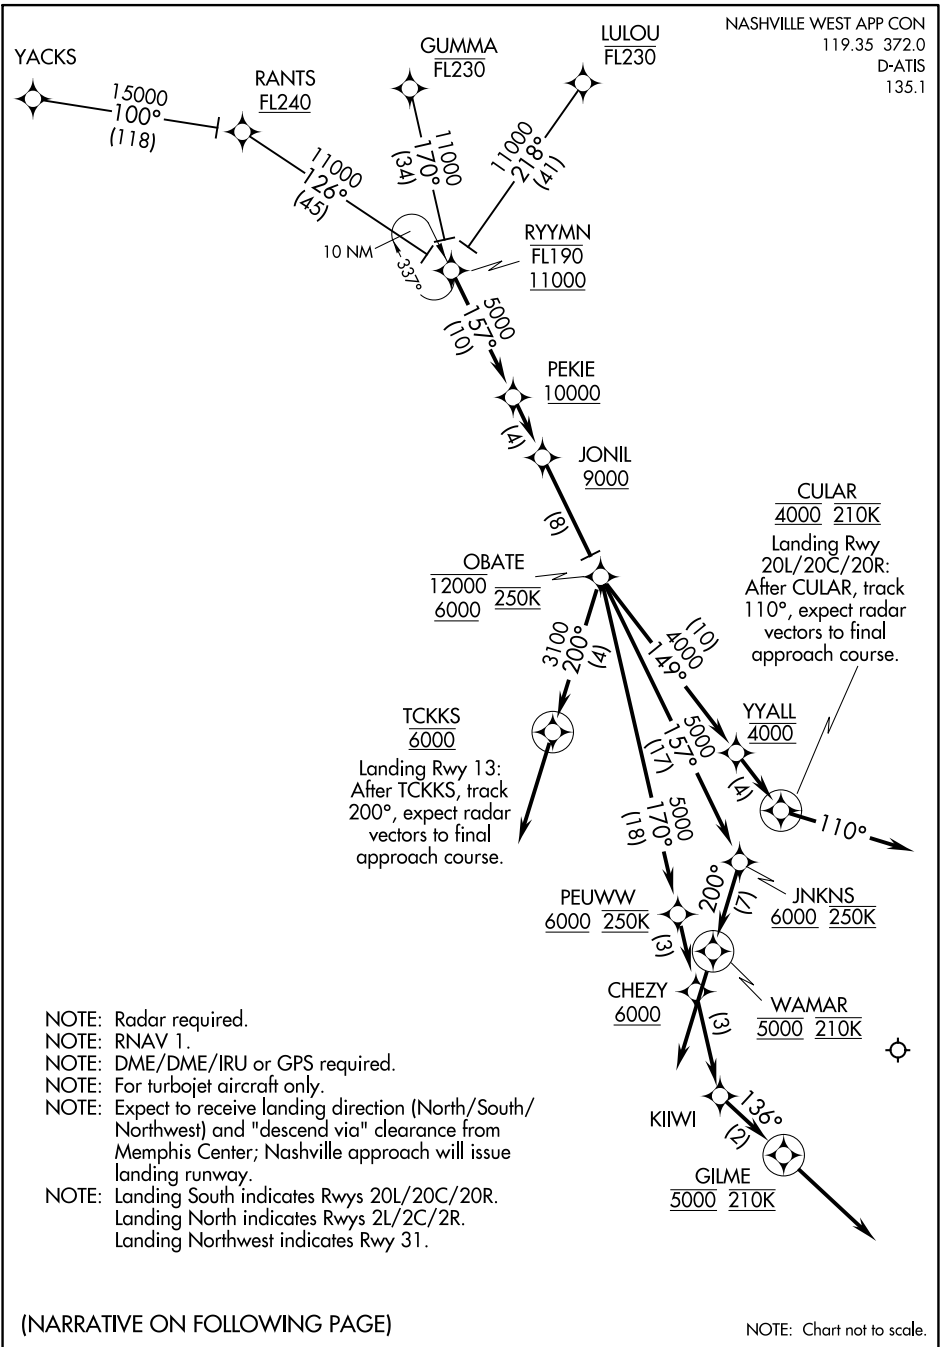 NASHVILLE WEST APP CON
119.35 372.0
D-ATIS
135.1
YACKS
15000
100°
(118)
RANTS
FL240
11000
126°
(45)
GUMMA
FL230
11000
170°
(34)
LULOU
FL230
11000
218°
(41)
10 NM
337°
RYYMN
FL190
11000
5000
157°
(10)
PEKIE
10000
(4)
JONIL
9000
(8)
OBATE
12000
6000 250K
CULAR
4000 210K
Landing Rwy
20L/20C/20R:
After CULAR, track
110°, expect radar
vectors to final
approach course.
3100
200°
(4)
(10)
4000
149°
TCKKS
6000
Landing Rwy 13:
After TCKKS, track
200°, expect radar
vectors to final
approach course.
5000
157°
(17)
YYALL
4000
(4)
110°
5000
170°
(18)
PEUWW
6000 250K
(3)
200°
(7)
JNKNS
6000 250K
CHEZY
6000
(3)
WAMAR
5000 210K
KIIWI
136°
(2)
GILME
5000 210K
NOTE: Radar required.
NOTE: RNAV 1.
NOTE: DME/DME/IRU or GPS required.
NOTE: For turbojet aircraft only.
NOTE: Expect to receive landing direction (North/South/
Northwest) and "descend via" clearance from
Memphis Center; Nashville approach will issue
landing runway.
NOTE: Landing South indicates Rwys 20L/20C/20R.
Landing North indicates Rwys 2L/2C/2R.
Landing Northwest indicates Rwy 31.
(NARRATIVE ON FOLLOWING PAGE)
NOTE: Chart not to scale.